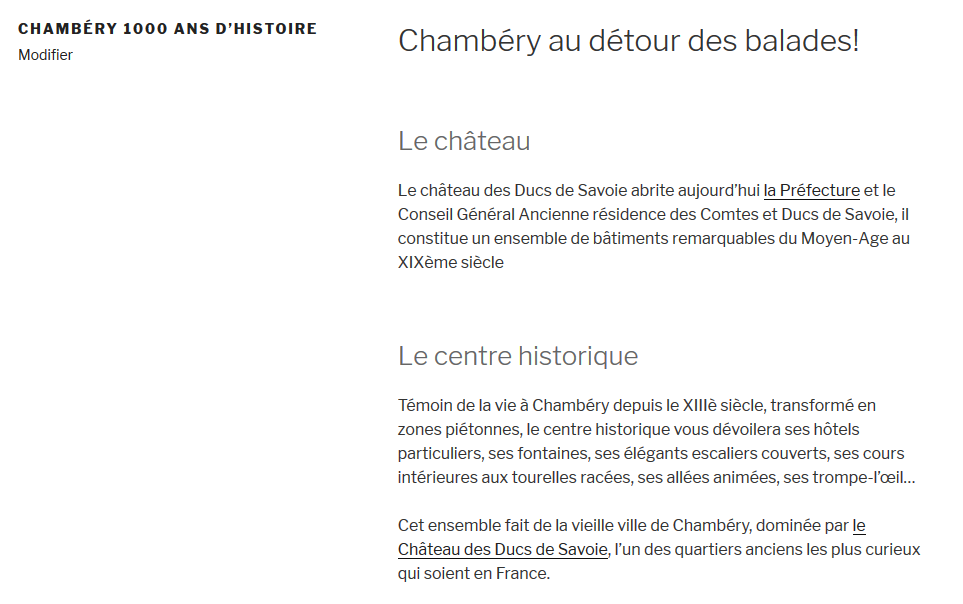 CHAMBÉRY 1000 ANS D’HISTOIRE
Modifier
Chambéry au détour des balades!
Le château
Le château des Ducs de Savoie abrite aujourd’hui la Préfecture et le
Conseil Général Ancienne résidence des Comtes et Ducs de Savoie, il
constitue un ensemble de bâtiments remarquables du Moyen-Age au
XIXème siècle
Le centre historique
Témoin de la vie à Chambéry depuis le XIIIè siècle, transformé en
zones piétonnes, le centre historique vous dévoilera ses hôtels
particuliers, ses fontaines, ses élégants escaliers couverts, ses cours
intérieures aux tourelles racées, ses allées animées, ses trompe-l’œil…
Cet ensemble fait de la vieille ville de Chambéry, dominée par le
Château des Ducs de Savoie, l’un des quartiers anciens les plus curieux
qui soient en France.